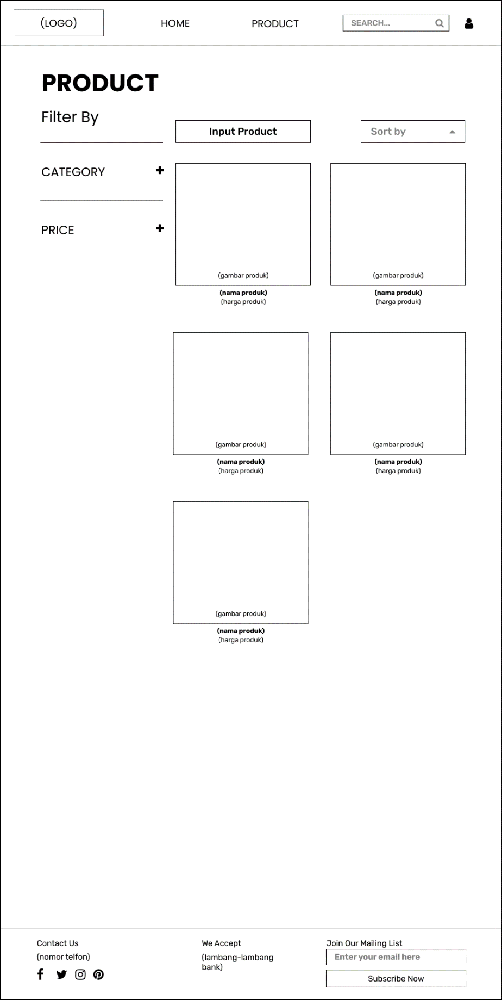 (LOGO)
HOME
PRODUCT
SEARCH...
PRODUCT
Filter By
Input Product
Sort by
CATEGORY
PRICE
(gambar produk)
(nama produk)
(harga produk)
(gambar produk)
(nama produk)
(harga produk)
(gambar produk)
(nama produk)
(harga produk)
(gambar produk)
(nama produk)
(harga produk)
(gambar produk)
(nama produk)
(harga produk)
Contact Us
(nomor telfon)
We Accept
(lambang-lambang
bank)
Join Our Mailing List
Enter your email here
Subscribe Now